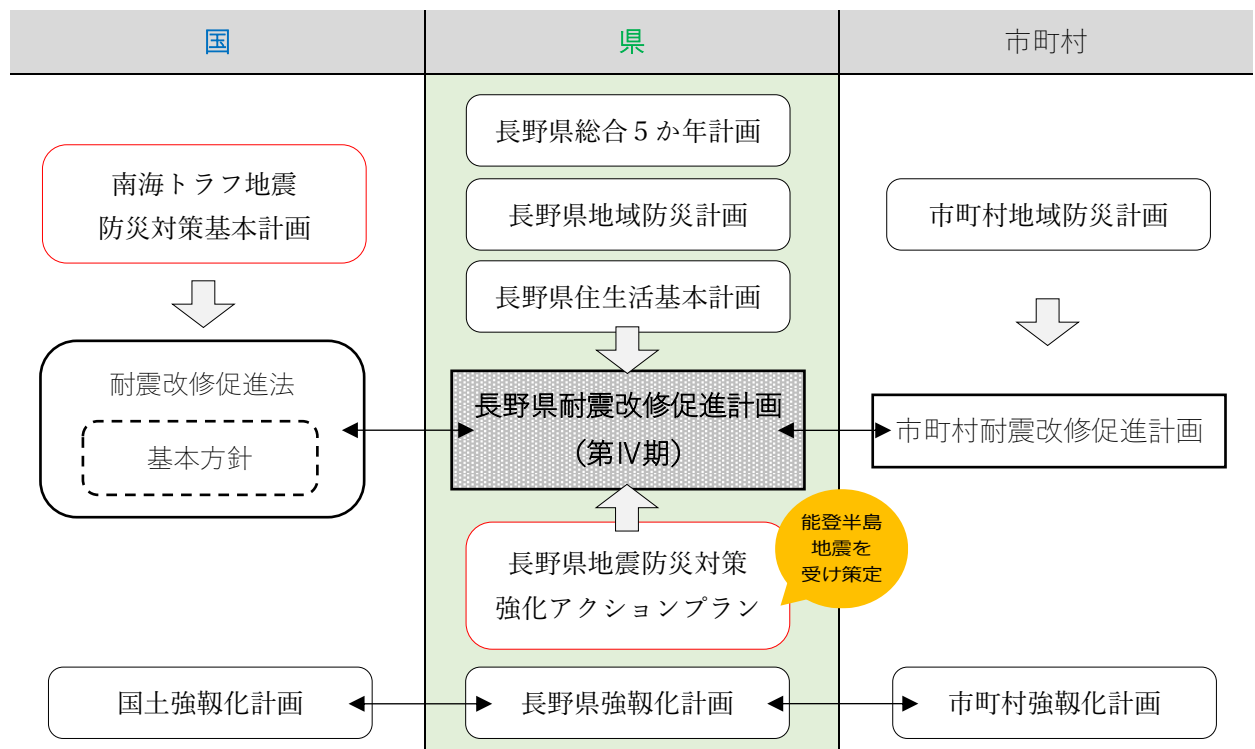 国
県
市町村
南海トラフ地震
防災対策基本計画
耐震改修促進法
基本方針
国土強靱化計画
長野県総合５か年計画
長野県地域防災計画
長野県住生活基本計画
長野県耐震改修促進計画
(第Ⅳ期)
長野県地震防災対策
強化アクションプラン
能登半島
地震を
受け策定
長野県強靱化計画
市町村地域防災計画
市町村耐震改修促進計画
市町村強靱化計画